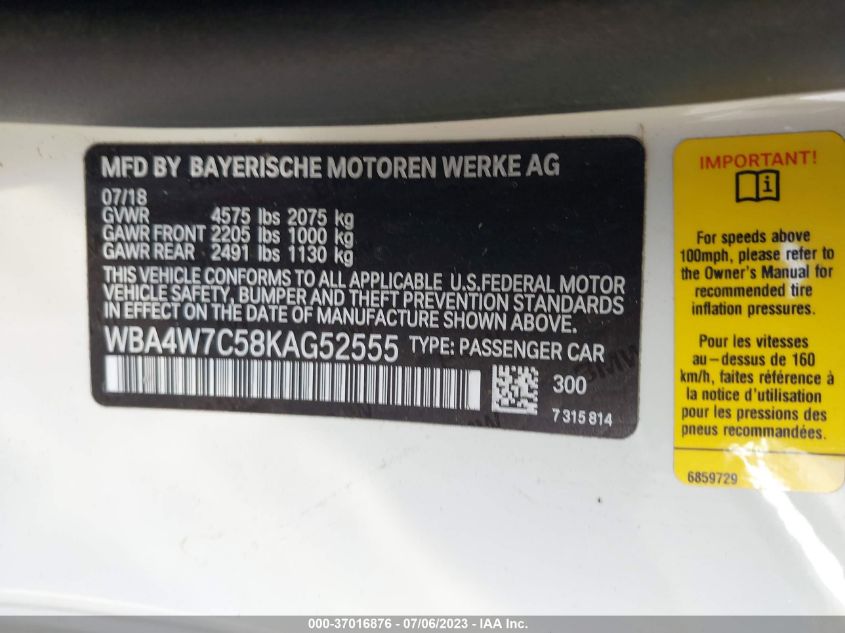 MFD BY BAYERISCHE MOTOREN WERKE AG
07/18
GVWR 4575 lbs 2075 kg
GAWR FRONT 2205 lbs 1000 kg
GAWR REAR 2491 lbs 1130 kg
THIS VEHICLE CONFORMS TO ALL APPLICABLE U.S.FEDERAL MOTOR
VEHICLE SAFETY, BUMPER AND THEFT PREVENTION STANDARDS
IN EFFECT ON THE DATE OF MANUFACTURE SHOWN ABOVE.
WBA4W7C58KAG52555 TYPE: PASSENGER CAR
300
7 315 814
IMPORTANT!
For speeds above
100mph, please refer to
the Owner's Manual for
recommended tire
inflation pressures.
Pour les vitesses
au-dessus de 160
km/h, faites référence à
la notice d'utilisation
pour les pressions des
pneus recommandées.
6859729
000-37016876 - 07/06/2023 - IAA Inc.